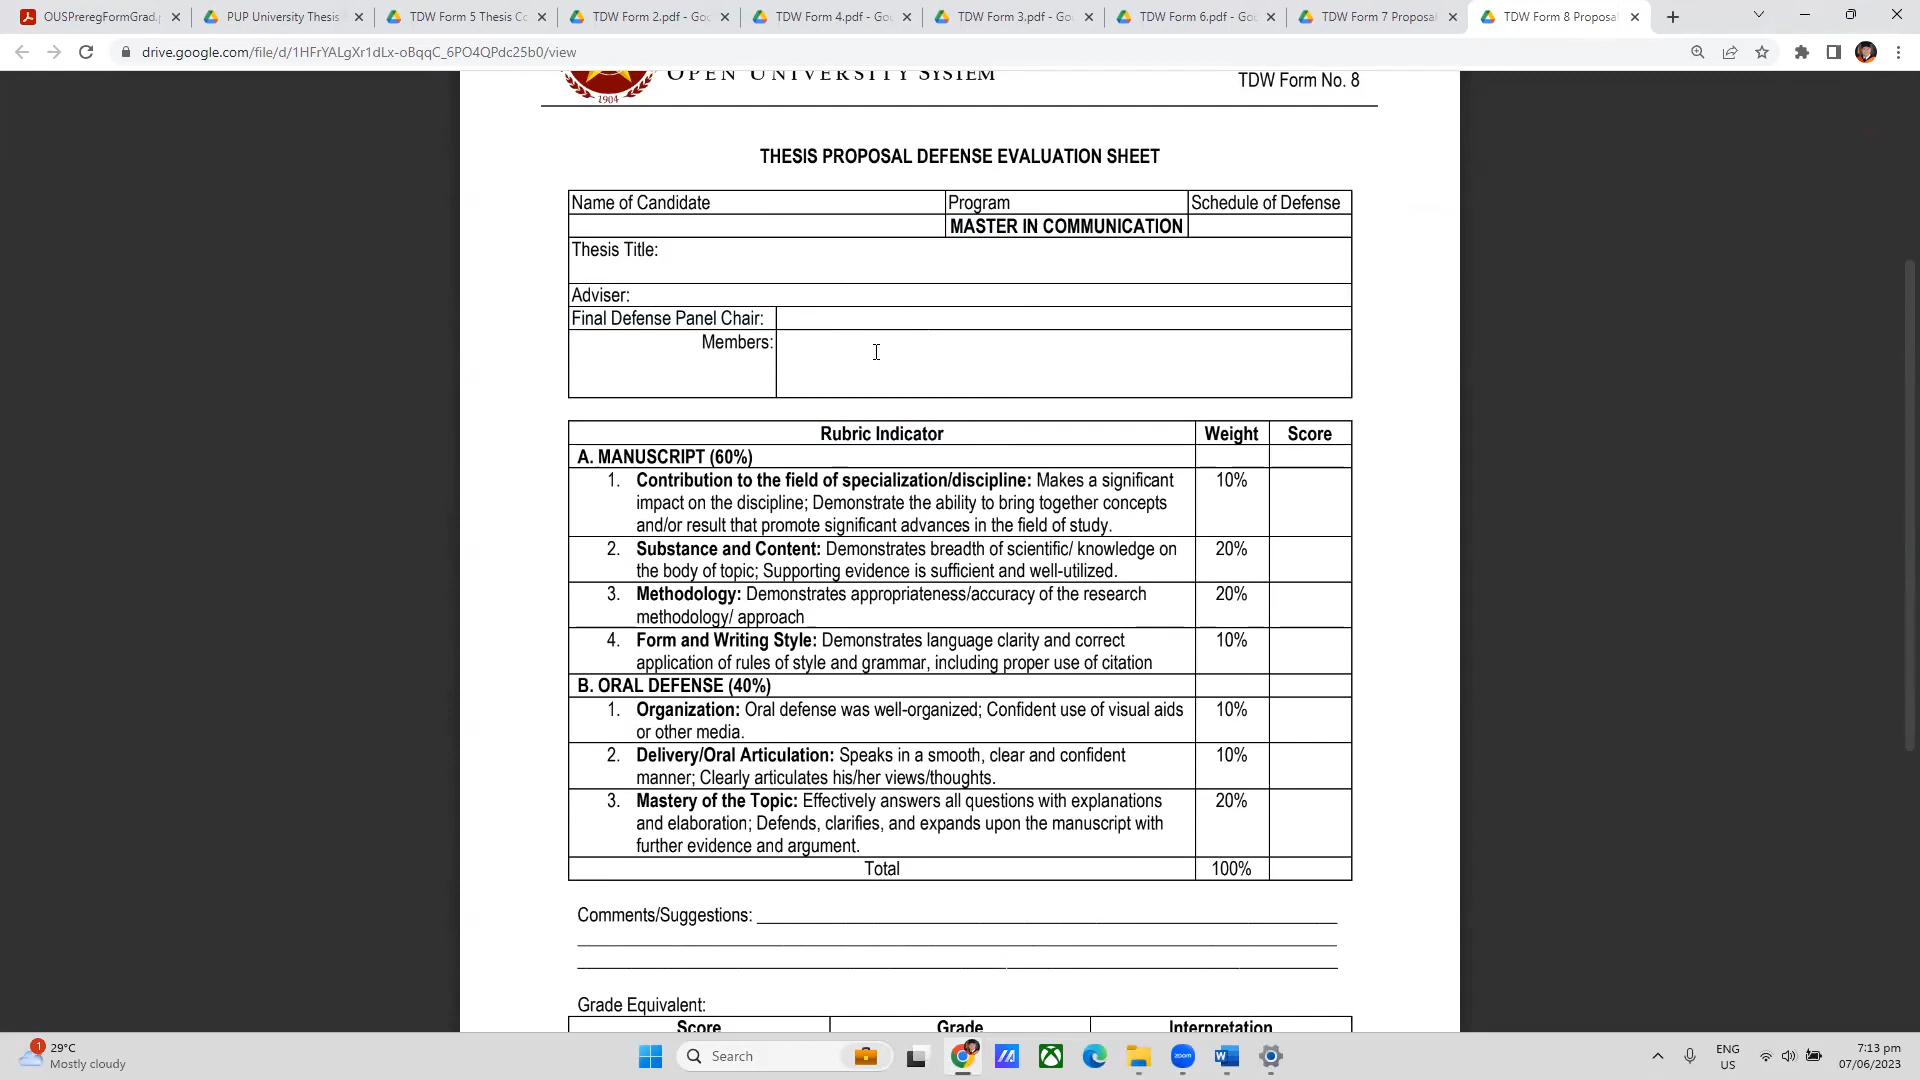 OUSPreregFormGrad.
PUP University Thesis
TDW Form 5 Thesis Co
TDW Form 2.pdf - Goo
TDW Form 4.pdf - Goo
TDW Form 3.pdf - Go
TDW Form 6.pdf - Go
TDW Form 7 Proposal
TDW Form 8 Proposal
drive.google.com/file/d/1HFrYALgXr1dLx-oBqqC_6PO4QPdc25b0/view
1904
OPEN UNIVERSITY SYSTEM
TDW Form No. 8
THESIS PROPOSAL DEFENSE EVALUATION SHEET
Name of Candidate Program Schedule of Defense
MASTER IN COMMUNICATION
Thesis Title:
Adviser:
Final Defense Panel Chair:
Members:
Rubric Indicator Weight Score
A. MANUSCRIPT (60%)
1. Contribution to the field of specialization/discipline: Makes a significant 10%
impact on the discipline; Demonstrate the ability to bring together concepts
and/or result that promote significant advances in the field of study.
2. Substance and Content: Demonstrates breadth of scientific/ knowledge on 20%
the body of topic; Supporting evidence is sufficient and well-utilized.
3. Methodology: Demonstrates appropriateness/accuracy of the research 20%
methodology/ approach
4. Form and Writing Style: Demonstrates language clarity and correct 10%
application of rules of style and grammar, including proper use of citation
B. ORAL DEFENSE (40%)
1. Organization: Oral defense was well-organized; Confident use of visual aids 10%
or other media.
2. Delivery/Oral Articulation: Speaks in a smooth, clear and confident 10%
manner; Clearly articulates his/her views/thoughts.
3. Mastery of the Topic: Effectively answers all questions with explanations 20%
and elaboration; Defends, clarifies, and expands upon the manuscript with
further evidence and argument.
Total 100%
Comments/Suggestions:
Grade Equivalent:
Score Grade Interpretation
1
29°C
Mostly cloudy
Search
zoom
ENG
US
7:13 pm
07/06/2023